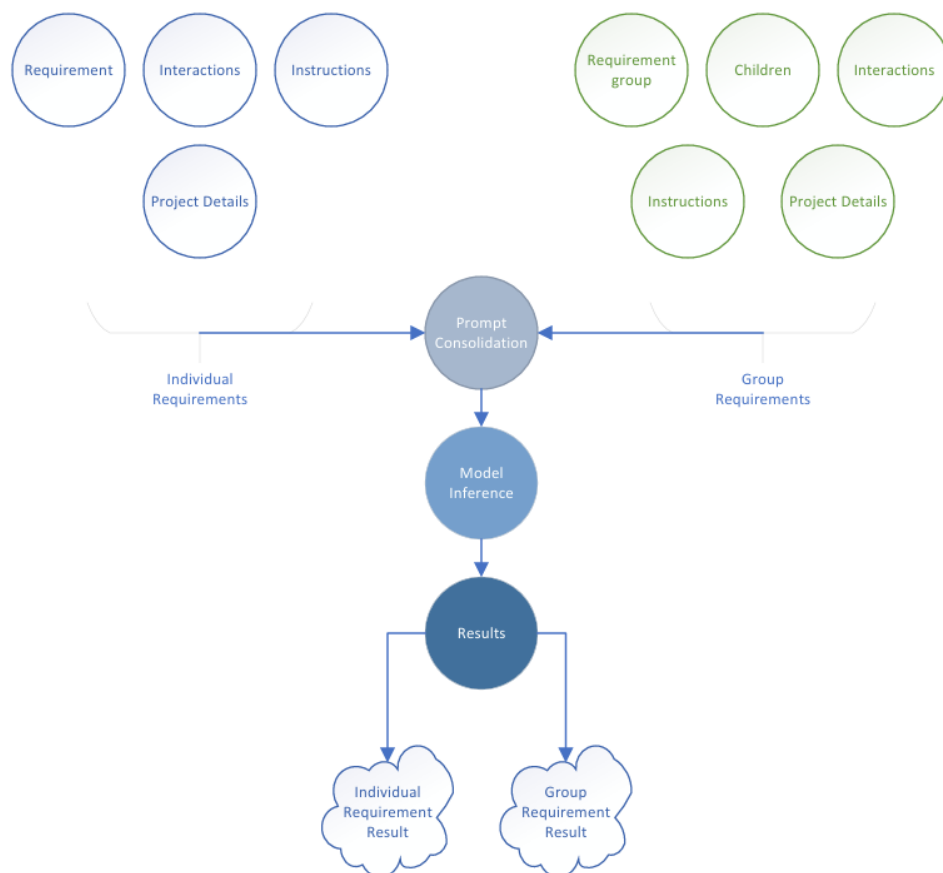 Requirement
Interactions
Instructions
Project Details
Requirement
group
Children
Interactions
Instructions
Project Details
Individual
Requirements
Prompt
Consolidation
Group
Requirements
Model
Inference
Results
Individual
Requirement
Result
Group
Requirement
Result